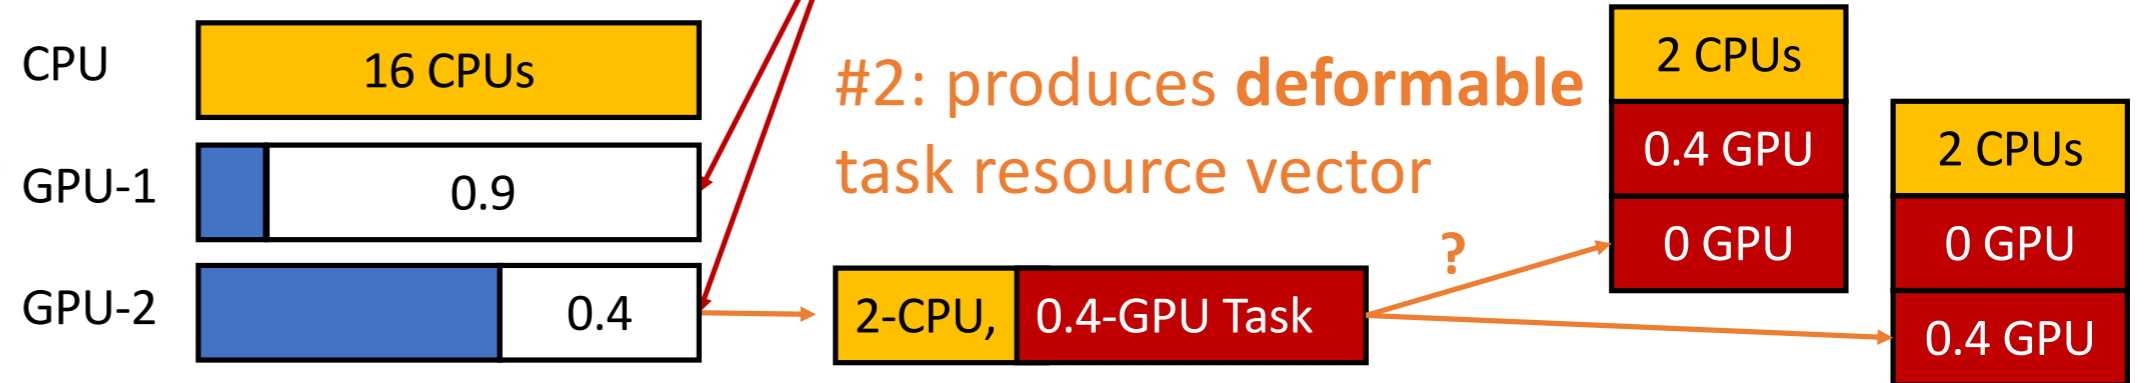 CPU
16 CPUs
GPU-1
0.9
GPU-2
0.4
#2: produces deformable
task resource vector
2-CPU, 0.4-GPU Task
?
2 CPUs
0.4 GPU
0 GPU
2 CPUs
0 GPU
0.4 GPU